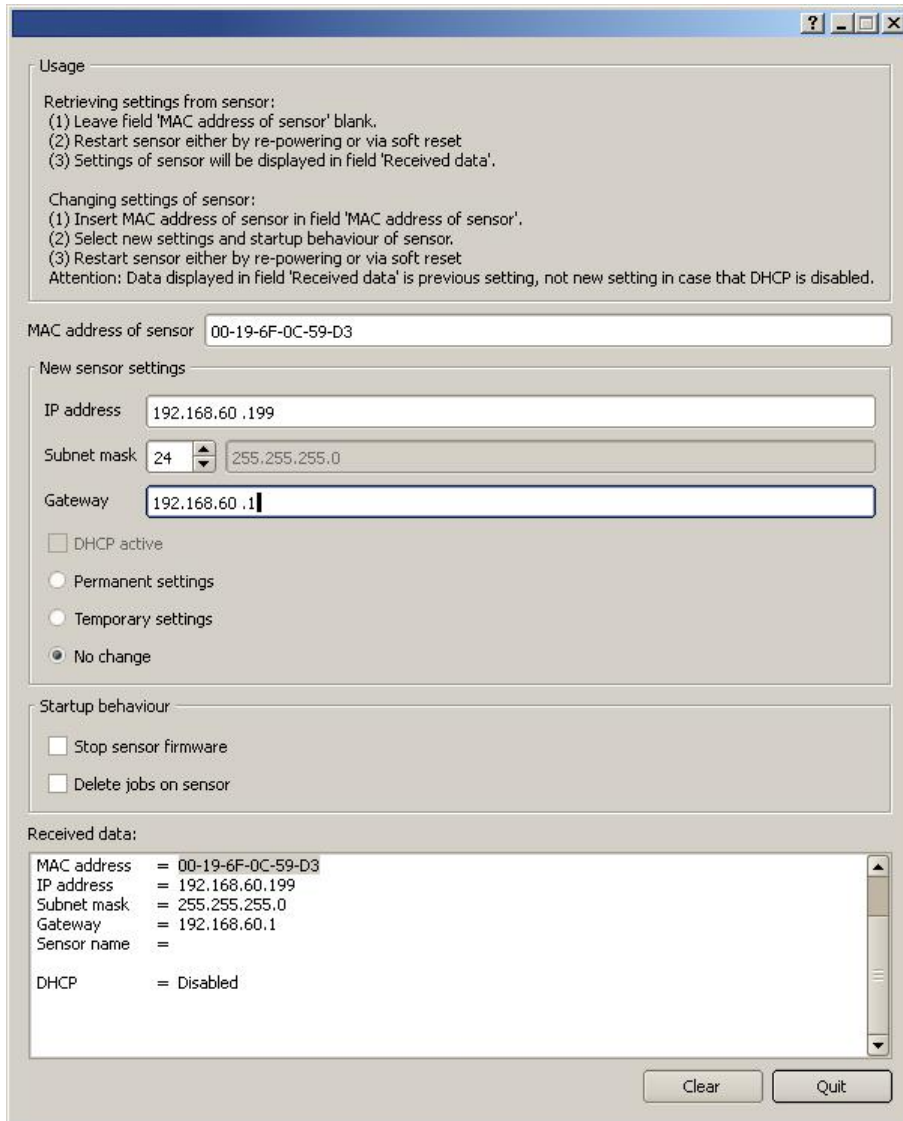 ?
Usage
Retrieving settings from sensor:
(1) Leave field 'MAC address of sensor' blank.
(2) Restart sensor either by re-powering or via soft reset
(3) Settings of sensor will be displayed in field 'Received data'.
Changing settings of sensor:
(1) Insert MAC address of sensor in field 'MAC address of sensor'.
(2) Select new settings and startup behaviour of sensor.
(3) Restart sensor either by re-powering or via soft reset
Attention: Data displayed in field 'Received data' is previous setting, not new setting in case that DHCP is disabled.
MAC address of sensor 00-19-6F-0C-59-D3
New sensor settings
IP address 192.168.60 .199
Subnet mask 24 255.255.255.0
Gateway 192.168.60 .1
DHCP active
Permanent settings
Temporary settings
No change
Startup behaviour
Stop sensor firmware
Delete jobs on sensor
Received data:
MAC address = 00-19-6F-0C-59-D3
IP address = 192.168.60.199
Subnet mask = 255.255.255.0
Gateway = 192.168.60.1
Sensor name =
DHCP = Disabled
Clear Quit